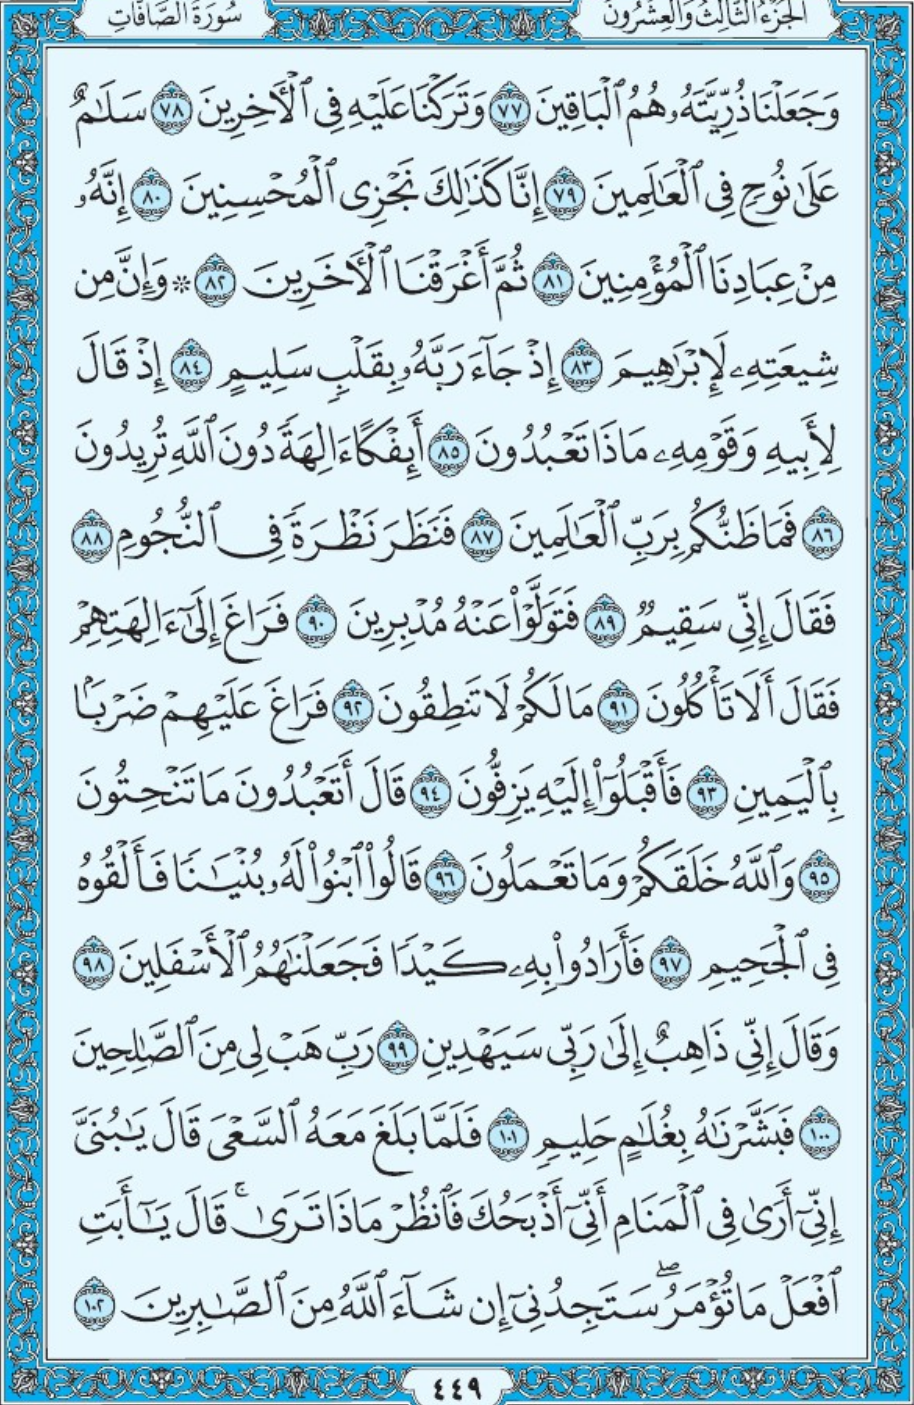 الجزء الثالث والعشرون
سورة الصافات
وَجَعَلْنَا ذُرِّيَّتَهُۥ هُمُ ٱلْبَاقِينَ ٧٧ وَتَرَكْنَا عَلَيْهِ فِى ٱلْأَخِرِينَ ٧٨ سَلَٰمٌ
عَلَىٰ نُوحٍ فِى ٱلْعَٰلَمِينَ ٧٩ إِنَّا كَذَٰلِكَ نَجْزِى ٱلْمُحْسِنِينَ ٨٠ إِنَّهُۥ
مِنْ عِبَادِنَا ٱلْمُؤْمِنِينَ ٨١ ثُمَّ أَغْرَقْنَا ٱلْأَخَرِينَ ٨٢ ۞ وَإِنَّ مِن
شِيعَتِهِۦ لَإِبْرَٰهِيمَ ٨٣ إِذْ جَآءَ رَبَّهُۥ بِقَلْبٍ سَلِيمٍ ٨٤ إِذْ قَالَ
لِأَبِيهِ وَقَوْمِهِۦ مَاذَا تَعْبُدُونَ ٨٥ أَئِفْكًا ءَالِهَةً دُونَ ٱللَّهِ تُرِيدُونَ
٨٦ فَمَا ظَنُّكُم بِرَبِّ ٱلْعَٰلَمِينَ ٨٧ فَنَظَرَ نَظْرَةً فِى ٱلنُّجُومِ ٨٨
فَقَالَ إِنِّى سَقِيمٌ ٨٩ فَتَوَلَّوْا۟ عَنْهُ مُدْبِرِينَ ٩٠ فَرَاغَ إِلَىٰٓ ءَالِهَتِهِمْ
فَقَالَ أَلَا تَأْكُلُونَ ٩١ مَا لَكُمْ لَا تَنطِقُونَ ٩٢ فَرَاغَ عَلَيْهِمْ ضَرْبًۢا
بِٱلْيَمِينِ ٩٣ فَأَقْبَلُوٓا۟ إِلَيْهِ يَزِفُّونَ ٩٤ قَالَ أَتَعْبُدُونَ مَا تَنْحِتُونَ
٩٥ وَٱللَّهُ خَلَقَكُمْ وَمَا تَعْمَلُونَ ٩٦ قَالُوا۟ ٱبْنُوا۟ لَهُۥ بُنْيَٰنًا فَأَلْقُوهُ
فِى ٱلْجَحِيمِ ٩٧ فَأَرَادُوا۟ بِهِۦ كَيْدًا فَجَعَلْنَٰهُمُ ٱلْأَسْفَلِينَ ٩٨
وَقَالَ إِنِّى ذَاهِبٌ إِلَىٰ رَبِّى سَيَهْدِينِ ٩٩ رَبِّ هَبْ لِى مِنَ ٱلصَّٰلِحِينَ
١٠٠ فَبَشَّرْنَٰهُ بِغُلَٰمٍ حَلِيمٍ ١٠١ فَلَمَّا بَلَغَ مَعَهُ ٱلسَّعْىَ قَالَ يَٰبُنَىَّ
إِنِّىٓ أَرَىٰ فِى ٱلْمَنَامِ أَنِّىٓ أَذْبَحُكَ فَٱنظُرْ مَاذَا تَرَىٰ ۚ قَالَ يَٰٓأَبَتِ
ٱفْعَلْ مَا تُؤْمَرُ ۖ سَتَجِدُنِىٓ إِن شَآءَ ٱللَّهُ مِنَ ٱلصَّٰبِرِينَ ١٠٢
٤٤٩